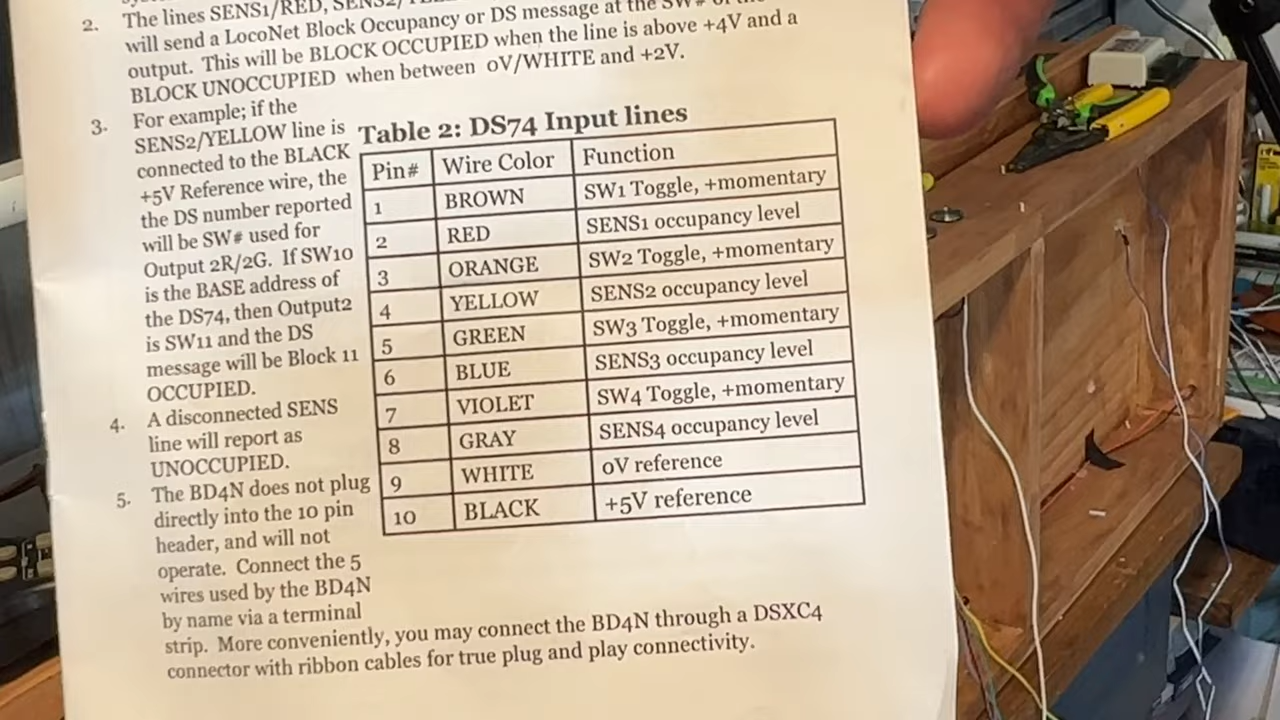 2. The lines SENS1/RED, SENS2/
will send a LocoNet Block Occupancy or DS message at the SW# of the
output. This will be BLOCK OCCUPIED when the line is above +4V and a
BLOCK UNOCCUPIED when between 0V/WHITE and +2V.
3. For example; if the
SENS2/YELLOW line is
connected to the BLACK
+5V Reference wire, the
the DS number reported
will be SW# used for
Output 2R/2G. If SW10
is the BASE address of
the DS74, then Output2
is SW11 and the DS
message will be Block 11
OCCUPIED.
4. A disconnected SENS
line will report as
UNOCCUPIED.
5. The BD4N does not plug
directly into the 10 pin
header, and will not
operate. Connect the 5
wires used by the BD4N
by name via a terminal
strip. More conveniently, you may connect the BD4N through a DSXC4
connector with ribbon cables for true plug and play connectivity.
Table 2: DS74 Input lines
Pin# Wire Color Function
1 BROWN SW1 Toggle, +momentary
2 RED SENS1 occupancy level
3 ORANGE SW2 Toggle, +momentary
4 YELLOW SENS2 occupancy level
5 GREEN SW3 Toggle, +momentary
6 BLUE SENS3 occupancy level
7 VIOLET SW4 Toggle, +momentary
8 GRAY SENS4 occupancy level
9 WHITE 0V reference
10 BLACK +5V reference